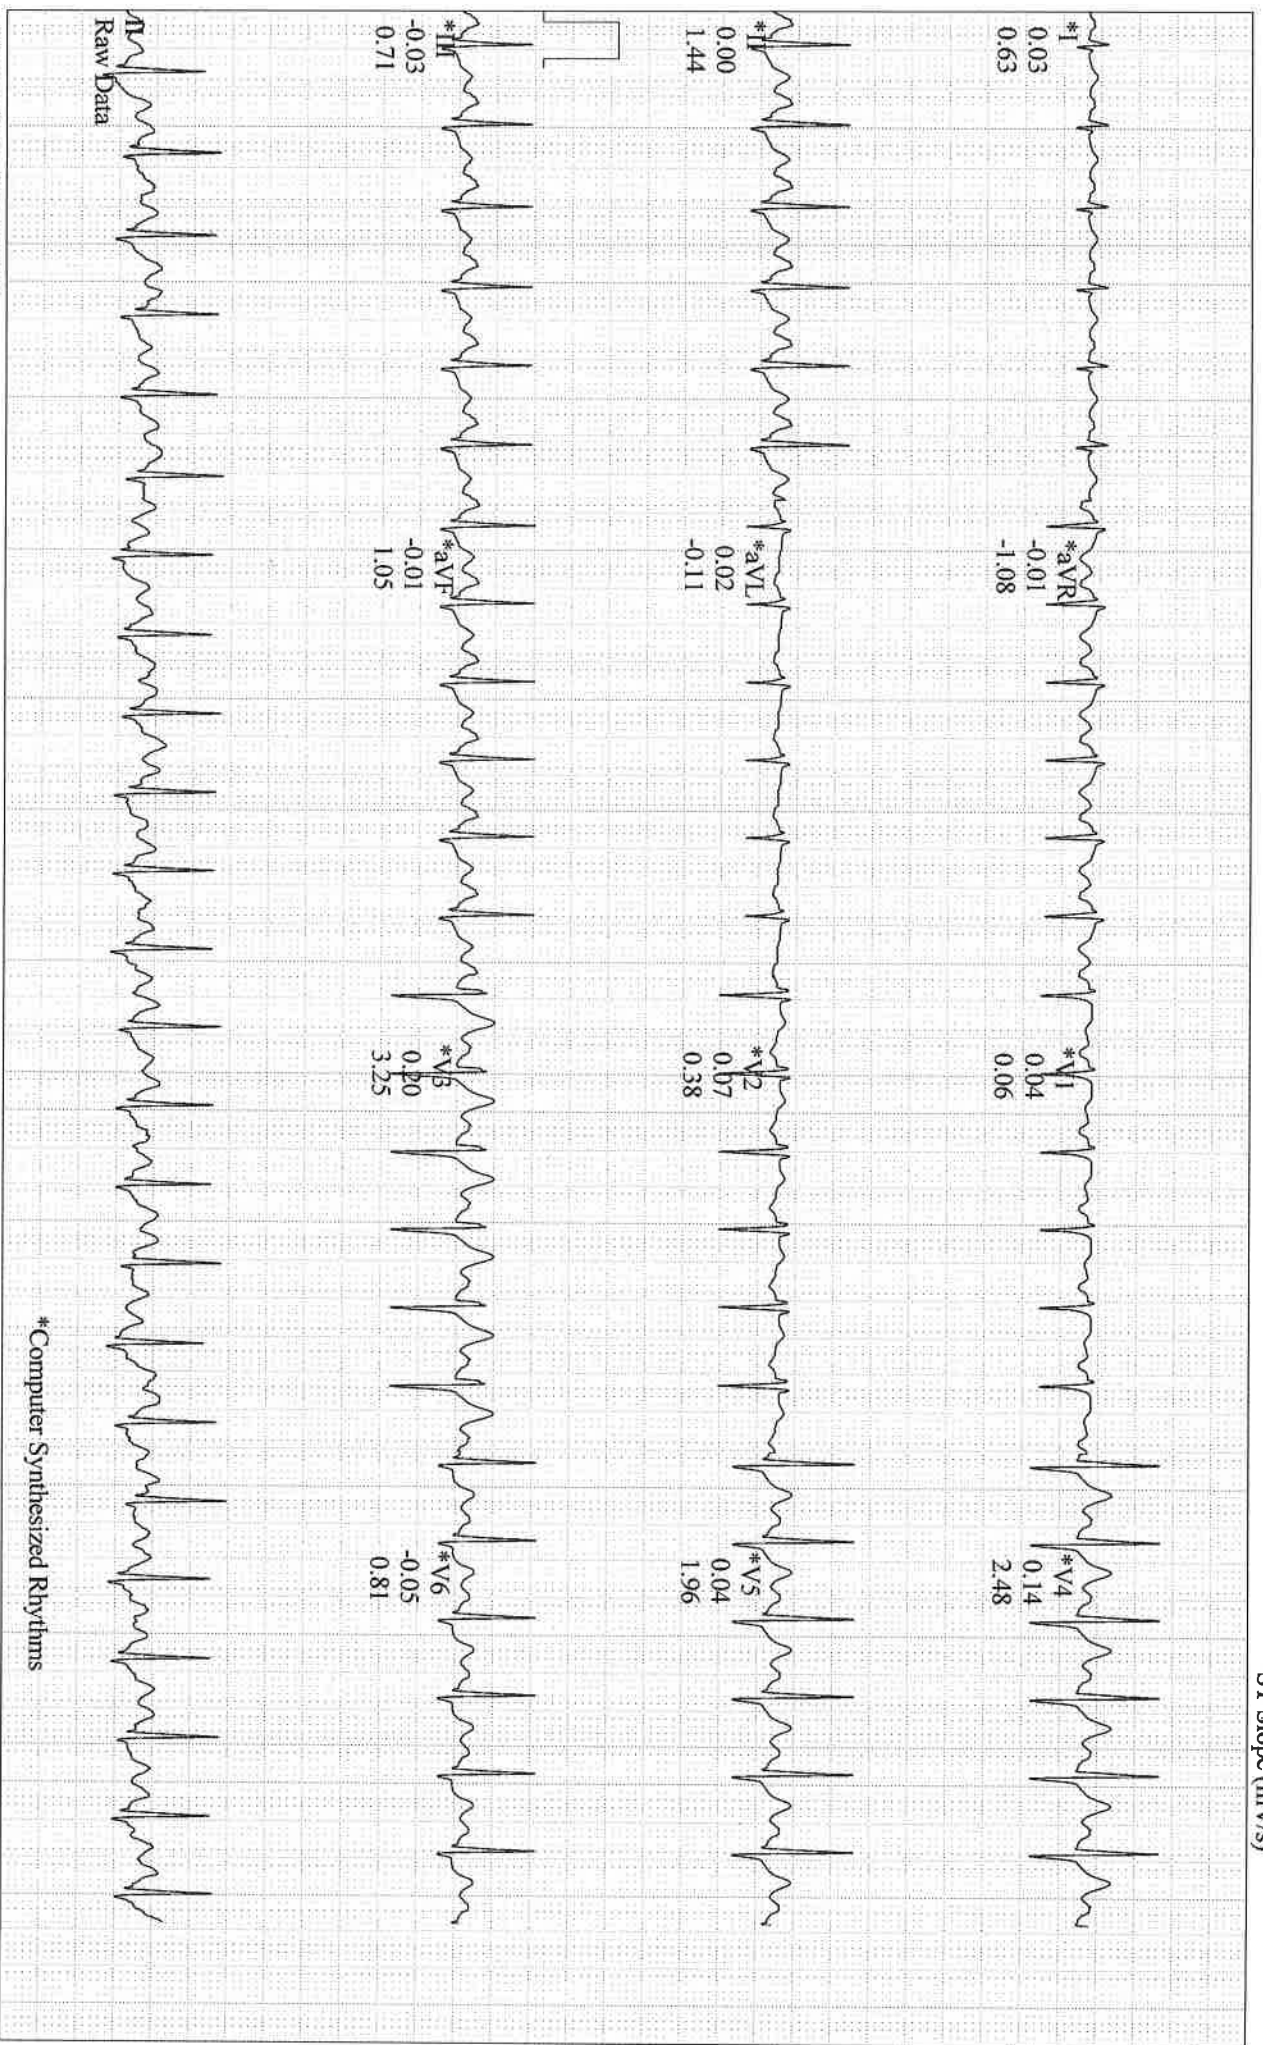 ST slope (mV/s)
*I
0.03
0.63
*aVR
-0.01
-1.08
*V1
0.04
0.06
*V4
0.14
2.48
*II
0.00
1.44
*aVL
0.02
-0.11
*V2
0.07
0.38
*V5
0.04
1.96
*III
-0.03
0.71
*aVF
-0.01
1.05
*V3
0.20
3.25
*V6
-0.05
0.81
II
Raw Data
*Computer Synthesized Rhythms